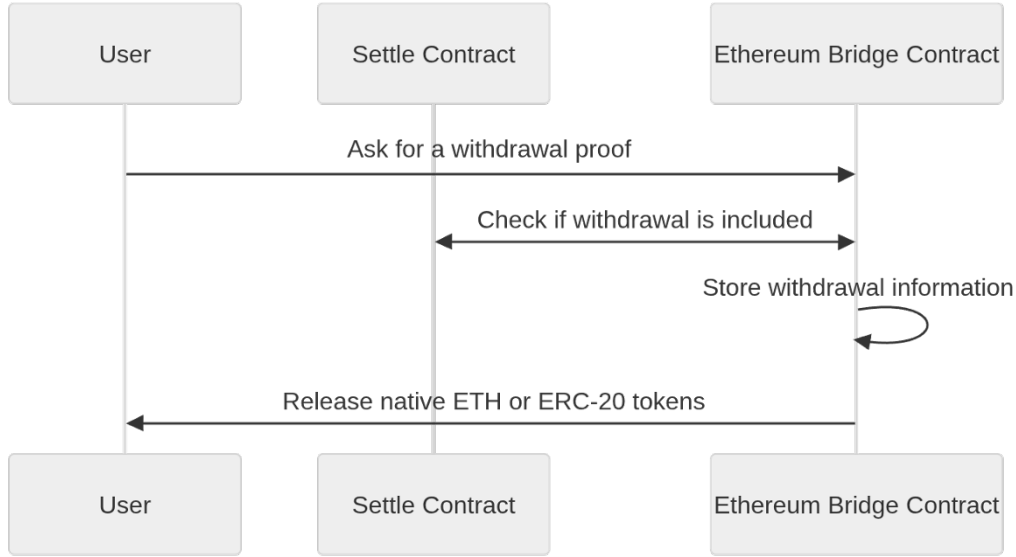 User
Settle Contract
Ethereum Bridge Contract
Ask for a withdrawal proof
Check if withdrawal is included
Store withdrawal information
Release native ETH or ERC-20 tokens
User
Settle Contract
Ethereum Bridge Contract